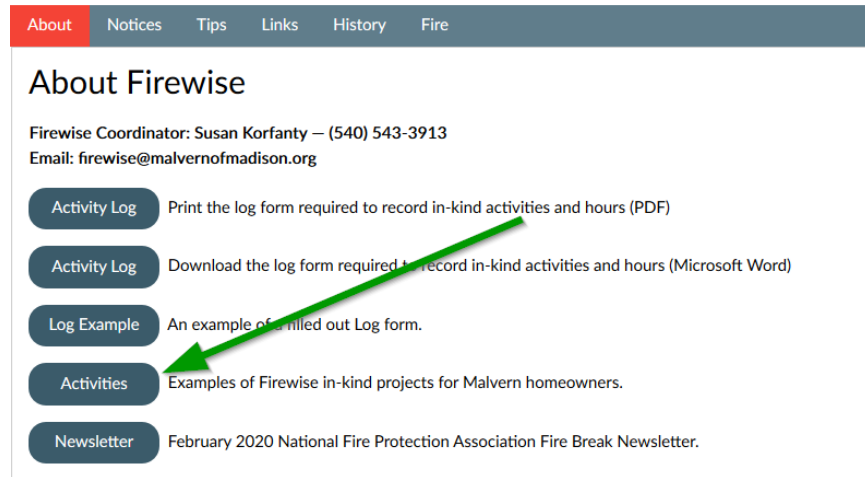 About Notices Tips Links History Fire
About Firewise
Firewise Coordinator: Susan Korfanty — (540) 543-3913
Email: firewise@malvernofmadison.org
Activity Log Print the log form required to record in-kind activities and hours (PDF)
Activity Log Download the log form required to record in-kind activities and hours (Microsoft Word)
Log Example An example of a filled out Log form.
Activities Examples of Firewise in-kind projects for Malvern homeowners.
Newsletter February 2020 National Fire Protection Association Fire Break Newsletter.